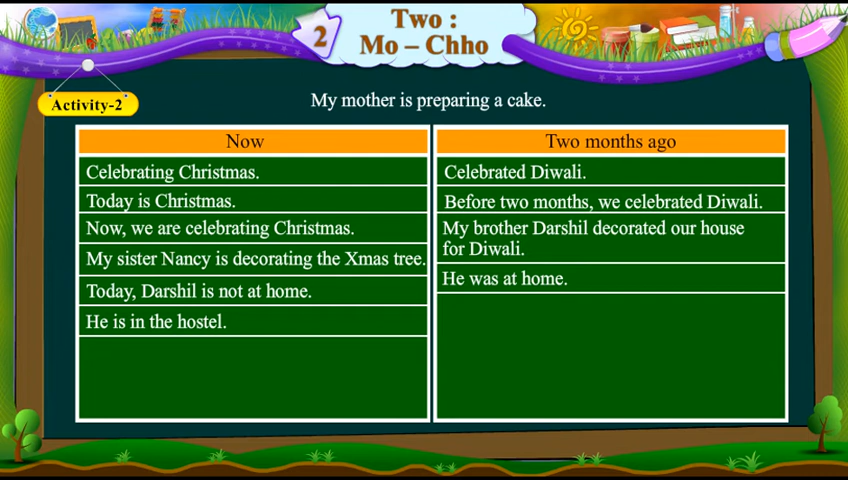 2
Two :
Mo – Chho
Activity-2
My mother is preparing a cake.
Now
Celebrating Christmas.
Today is Christmas.
Now, we are celebrating Christmas.
My sister Nancy is decorating the Xmas tree.
Today, Darshil is not at home.
He is in the hostel.
Two months ago
Celebrated Diwali.
Before two months, we celebrated Diwali.
My brother Darshil decorated our house
for Diwali.
He was at home.